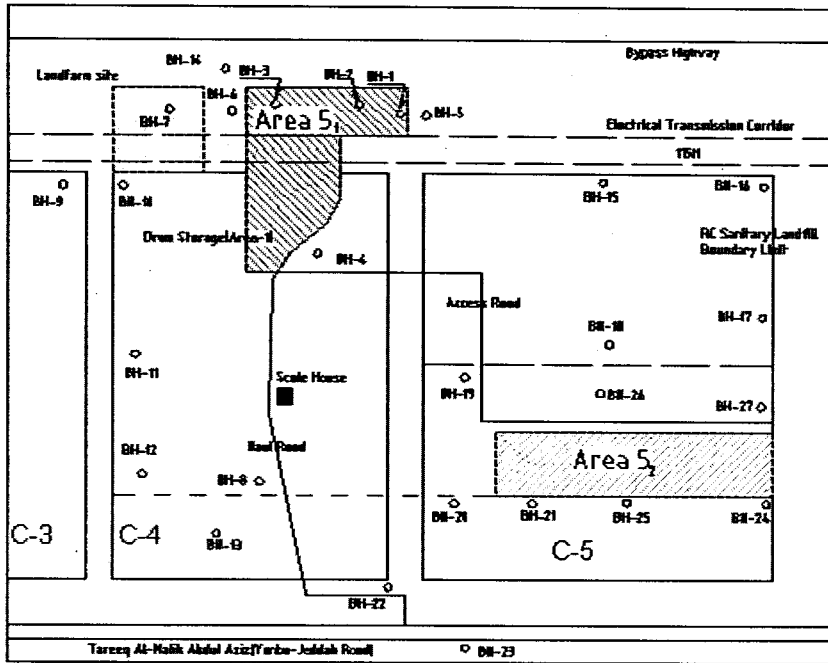 Bypass Highway
BH-14
BH-3
BH-2
BH-1
Landfarm site
BH-6
BH-7
Area 5₁
BH-5
Electrical Transmission Corridor
115M
BH-9
BH-10
BH-15
BH-16
Drum Storage(Area-1)
RC Sanitary Landfill
Boundary Limit
BH-4
Access Road
BH-17
BH-18
BH-11
Scale House
BH-19
BH-26
BH-27
Haul Road
BH-12
BH-8
Area 5₂
BH-20
BH-21
BH-25
BH-24
C-3
C-4
BH-13
C-5
BH-22
Tareeq Al-Malik Abdul Aziz(Yanbu-Jeddah Road)
BH-23